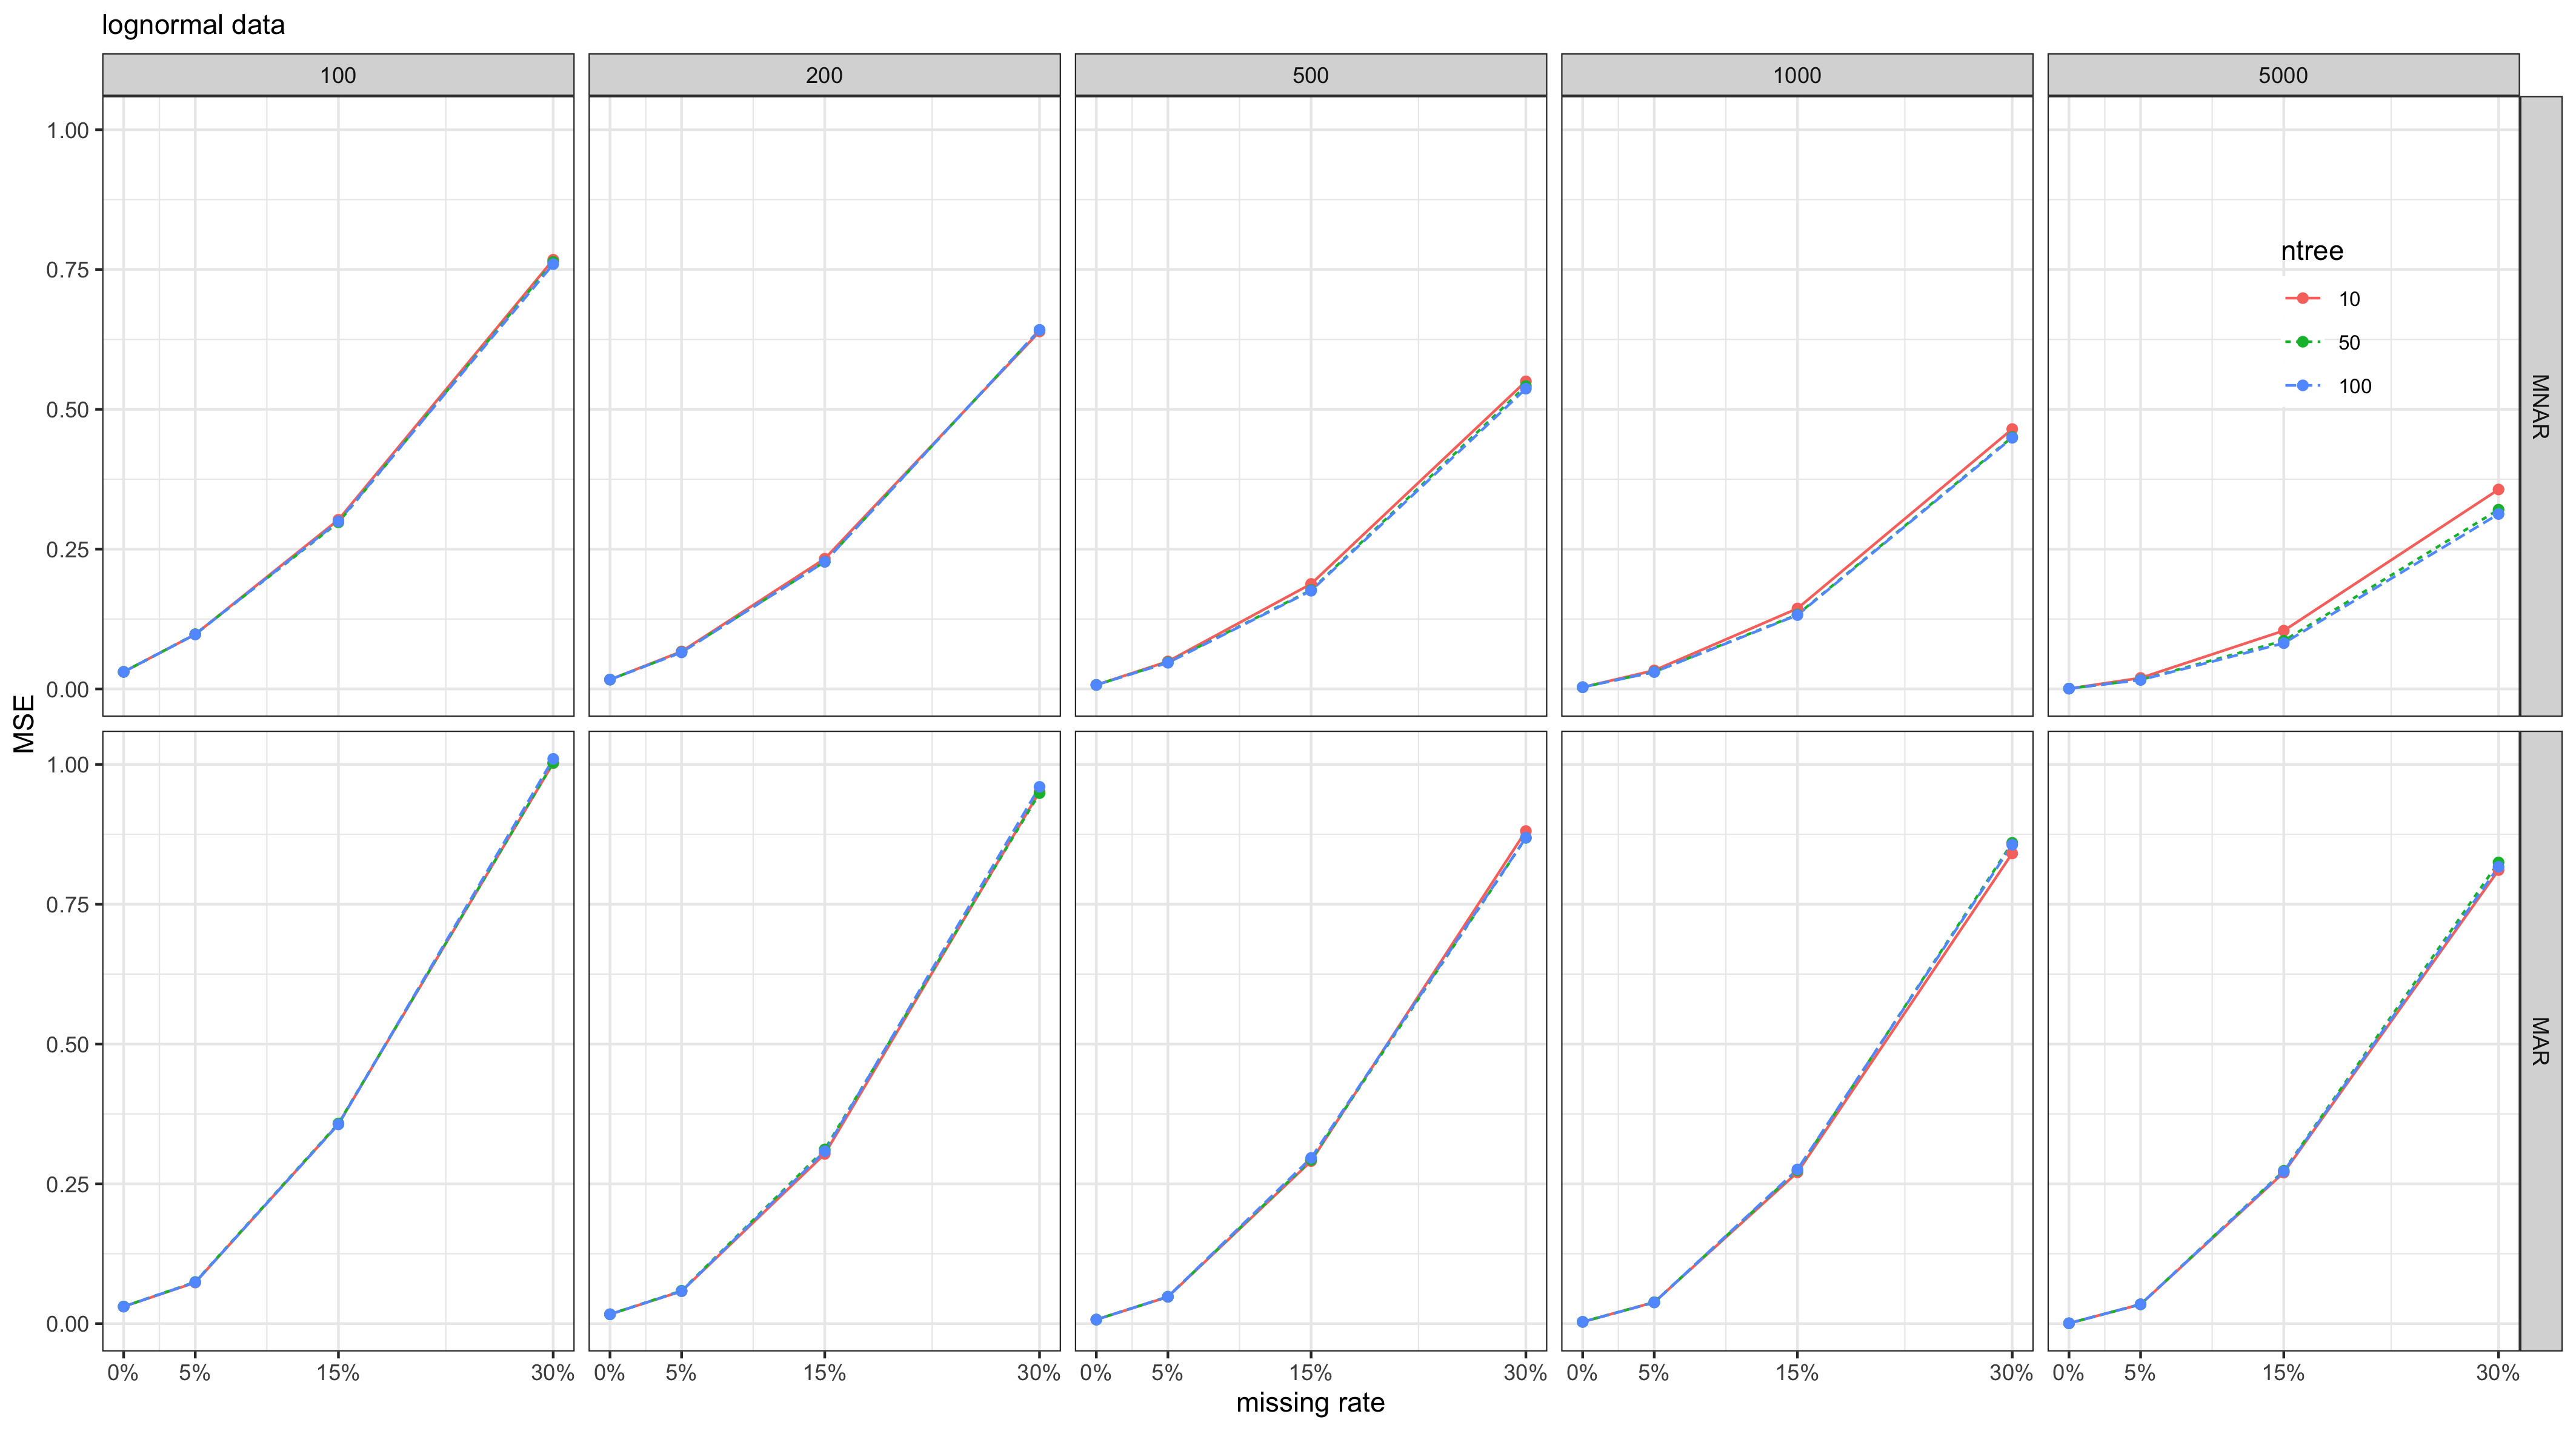 lognormal data
100 200 500 1000 5000
1.00
0.75
0.50
0.25
0.00
MNAR
ntree
10
50
100
MSE
1.00
0.75
0.50
0.25
0.00
MAR
0% 5% 15% 30% 0% 5% 15% 30% 0% 5% 15% 30% 0% 5% 15% 30% 0% 5% 15% 30%
missing rate